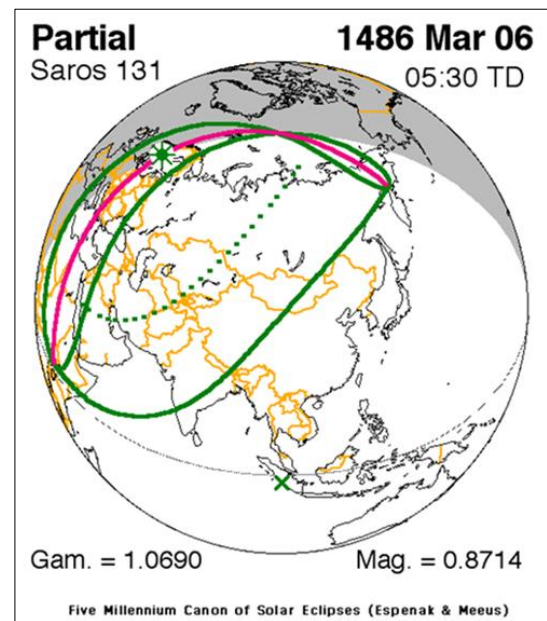 Partial 1486 Mar 06
Saros 131 05:30 TD
Gam. = 1.0690 Mag. = 0.8714
Five Millennium Canon of Solar Eclipses (Espenak & Meeus)